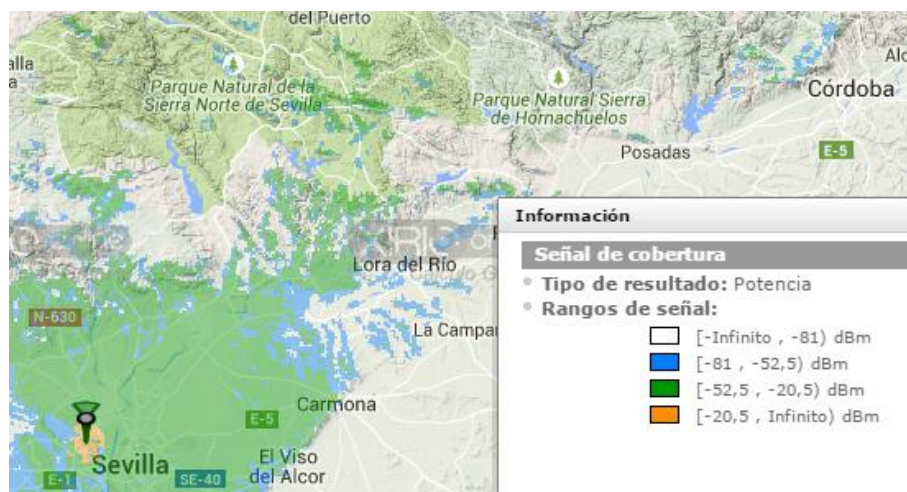 del Puerto
alla
a
Parque Natural de la
Sierra Norte de Sevilla
Parque Natural Sierra
de Hornachuelos
Córdoba
Posadas
E-5
Lora del Río
N-630
La Campa
Carmona
E-5
El Viso
del Alcor
Sevilla
E-1
SE-40
Información
Señal de cobertura
Tipo de resultado: Potencia
Rangos de señal:
[-Infinito , -81) dBm
[-81 , -52,5) dBm
[-52,5 , -20,5) dBm
[-20,5 , Infinito) dBm